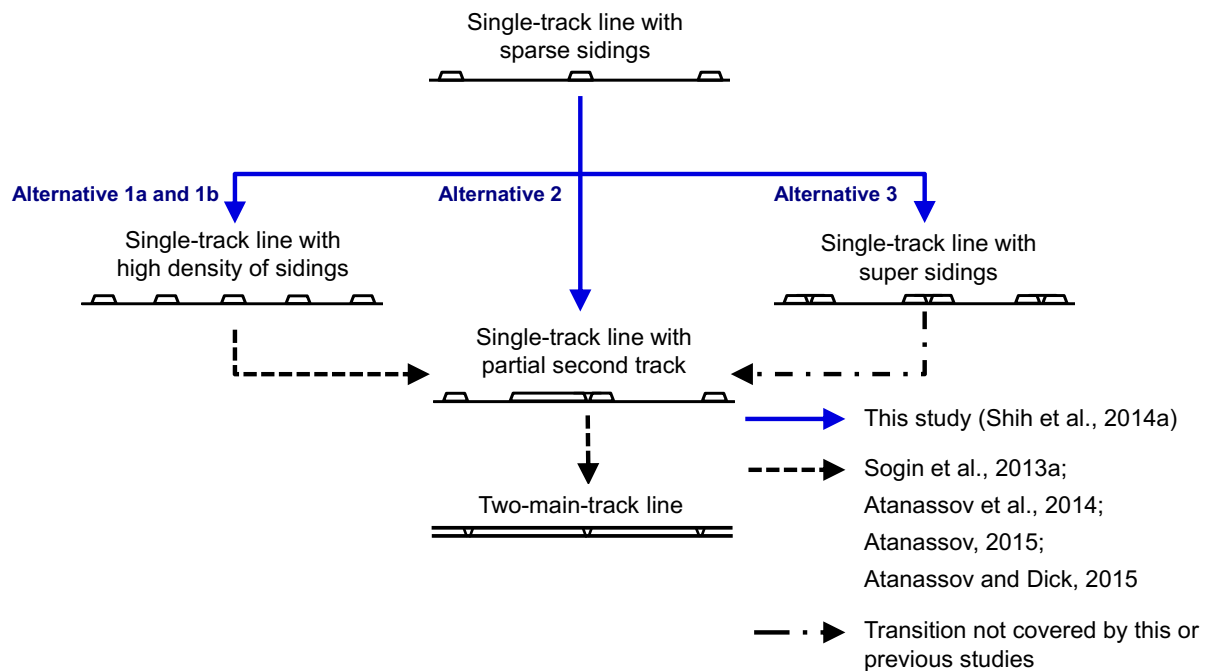 Single-track line with
sparse sidings
Alternative 1a and 1b
Alternative 2
Alternative 3
Single-track line with
high density of sidings
Single-track line with
super sidings
Single-track line with
partial second track
Two-main-track line
This study (Shih et al., 2014a)
Sogin et al., 2013a;
Atanassov et al., 2014;
Atanassov, 2015;
Atanassov and Dick, 2015
Transition not covered by this or
previous studies